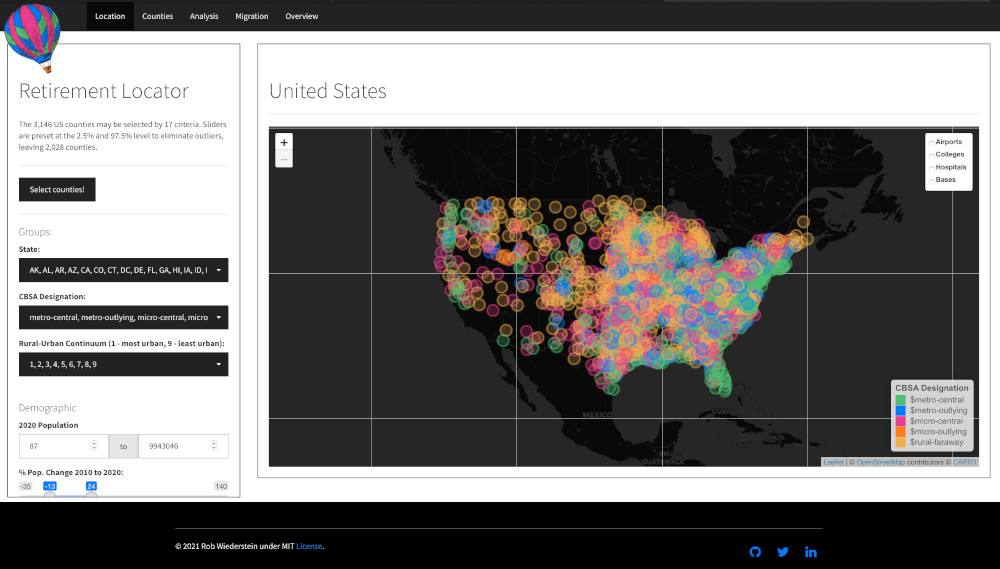 Location Counties Analysis Migration Overview
Retirement Locator
The 3,146 US counties may be selected by 17 criteria. Sliders
are preset at the 2.5% and 97.5% level to eliminate outliers,
leaving 2,028 counties.
Select counties!
Groups:
State:
AK, AL, AR, AZ, CA, CO, CT, DC, DE, FL, GA, HI, IA, ID, I
CBSA Designation:
metro-central, metro-outlying, micro-central, micro
Rural-Urban Continuum (1 - most urban, 9 - least urban):
1, 2, 3, 4, 5, 6, 7, 8, 9
Demographic
2020 Population
87 to 9943046
% Pop. Change 2010 to 2020:
-35 -13 24 140
United States
+
−
Airports
Colleges
Hospitals
Bases
MEXICO
CUBA
GUATEMALA
CBSA Designation
$metro-central
$metro-outlying
$micro-central
$micro-outlying
$rural-faraway
Leaflet | © OpenStreetMap contributors © CARTO
© 2021 Rob Wiederstein under MIT License.
in